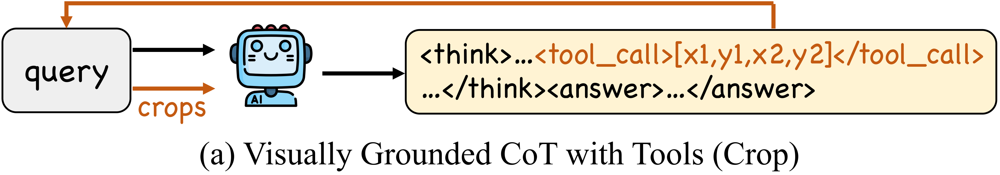 query
crops
AI
<think>...<tool_call>[x1,y1,x2,y2]</tool_call>
...</think><answer>...</answer>
(a) Visually Grounded CoT with Tools (Crop)